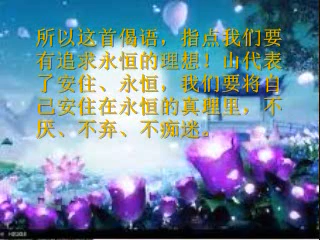 所以这首偈语，指点我们要
有追求永恒的理想！山代表
了安住、永恒，我们要将自
己安住在永恒的真理里，不
厌、不弃、不痴迷。